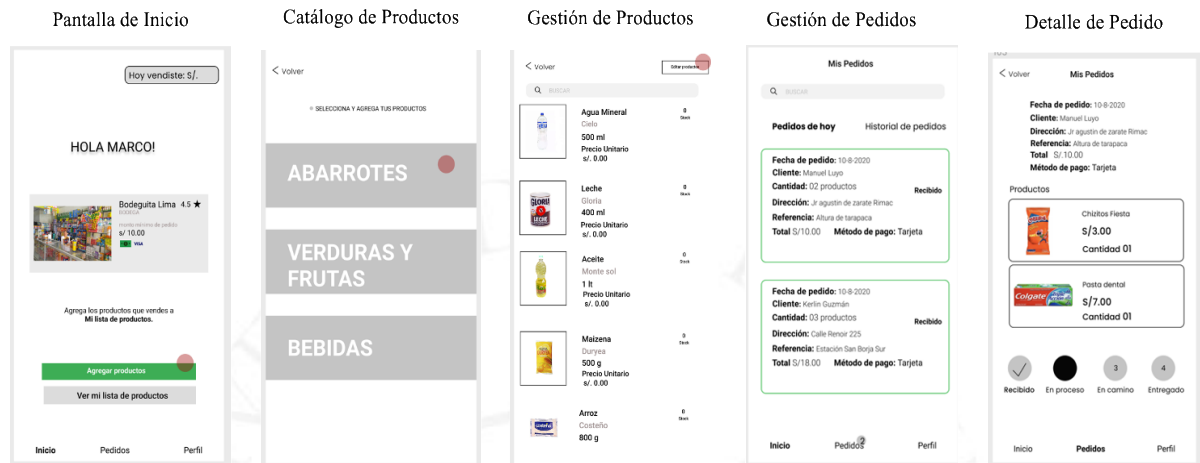 Pantalla de Inicio
Hoy vendiste: S/.
HOLA MARCO!
Bodeguita Lima 4.5 ★
BODEGA
monto mínimo de pedido
s/ 10.00
VISA
Agrega los productos que vendes a
Mi lista de productos.
Agregar productos
Ver mi lista de productos
Inicio Pedidos Perfil
Catálogo de Productos
< Volver
SELECCIONA Y AGREGA TUS PRODUCTOS
ABARROTES
VERDURAS Y
FRUTAS
BEBIDAS
Gestión de Productos
< Volver
Editar productos
BUSCAR
Agua Mineral
Cielo
500 ml
Precio Unitario
s/. 0.00
0
Stock
GLORIA
LECHE
Leche
Gloria
400 ml
Precio Unitario
s/. 0.00
0
Stock
Aceite
Monte sol
1 lt
Precio Unitario
s/. 0.00
0
Stock
Maizena
Duryea
500 g
Precio Unitario
s/. 0.00
0
Stock
Arroz
Costeño
800 g
0
Stock
Gestión de Pedidos
Mis Pedidos
BUSCAR
Pedidos de hoy Historial de pedidos
Fecha de pedido: 10-8-2020
Cliente: Manuel Luyo
Cantidad: 02 productos
Recibido
Dirección: Jr agustin de zarate Rimac
Referencia: Altura de tarapaca
Total S/10.00 Método de pago: Tarjeta
Fecha de pedido: 10-8-2020
Cliente: Kerlin Guzmán
Cantidad: 03 productos
Recibido
Dirección: Calle Renoir 225
Referencia: Estación San Borja Sur
Total S/18.00 Método de pago: Tarjeta
Inicio Pedidos 2 Perfil
Detalle de Pedido
< Volver Mis Pedidos
Fecha de pedido: 10-8-2020
Cliente: Manuel Luyo
Dirección: Jr agustin de zarate Rimac
Referencia: Altura de tarapaca
Total S/.10.00
Método de pago: Tarjeta
Productos
Chizitos Fiesta
S/3.00
Cantidad 01
Colgate
Pasta dental
S/7.00
Cantidad 01
3 4
Recibido En proceso En camino Entregado
Inicio Pedidos Perfil